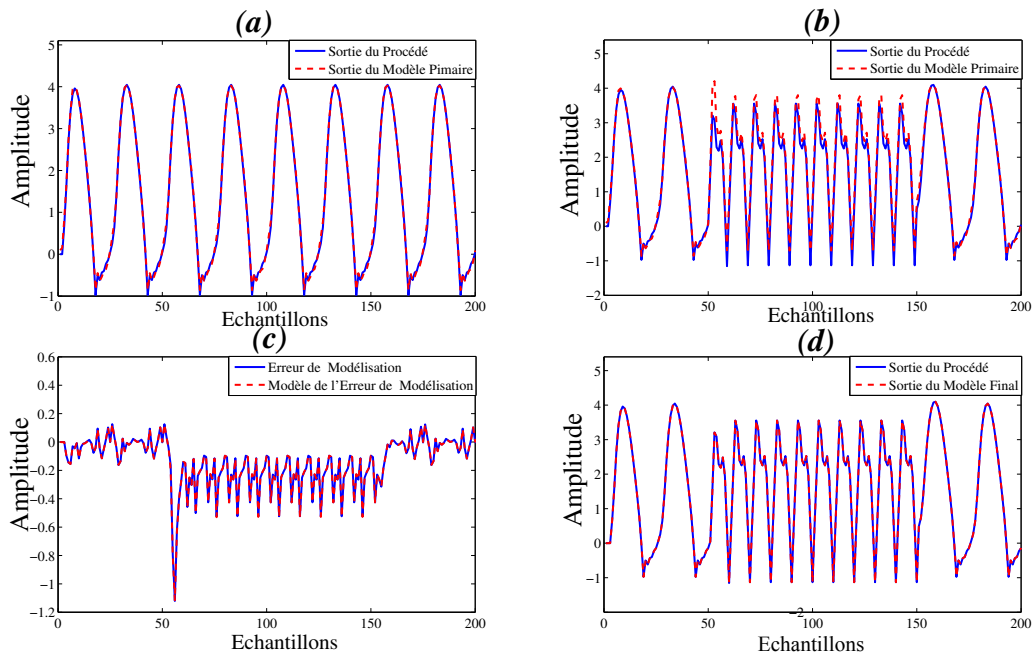 (a)
Sortie du Procédé
Sortie du Modèle Pimaire
Amplitude
5
4
3
2
1
0
−1
0 50 100 150 200
Echantillons
(b)
Sortie du Procédé
Sortie du Modèle Primaire
Amplitude
5
4
3
2
1
0
−1
−2
0 50 100 150 200
Echantillons
(c)
Erreur de Modélisation
Modèle de l'Erreur de Modélisation
Amplitude
0.6
0.4
0.2
0
−0.2
−0.4
−0.6
−0.8
−1
−1.2
0 50 100 150 200
Echantillons
(d)
Sortie du Procédé
Sortie du Modèle Final
Amplitude
5
4
3
2
1
0
−1
−2
0 50 100 150 200
Echantillons